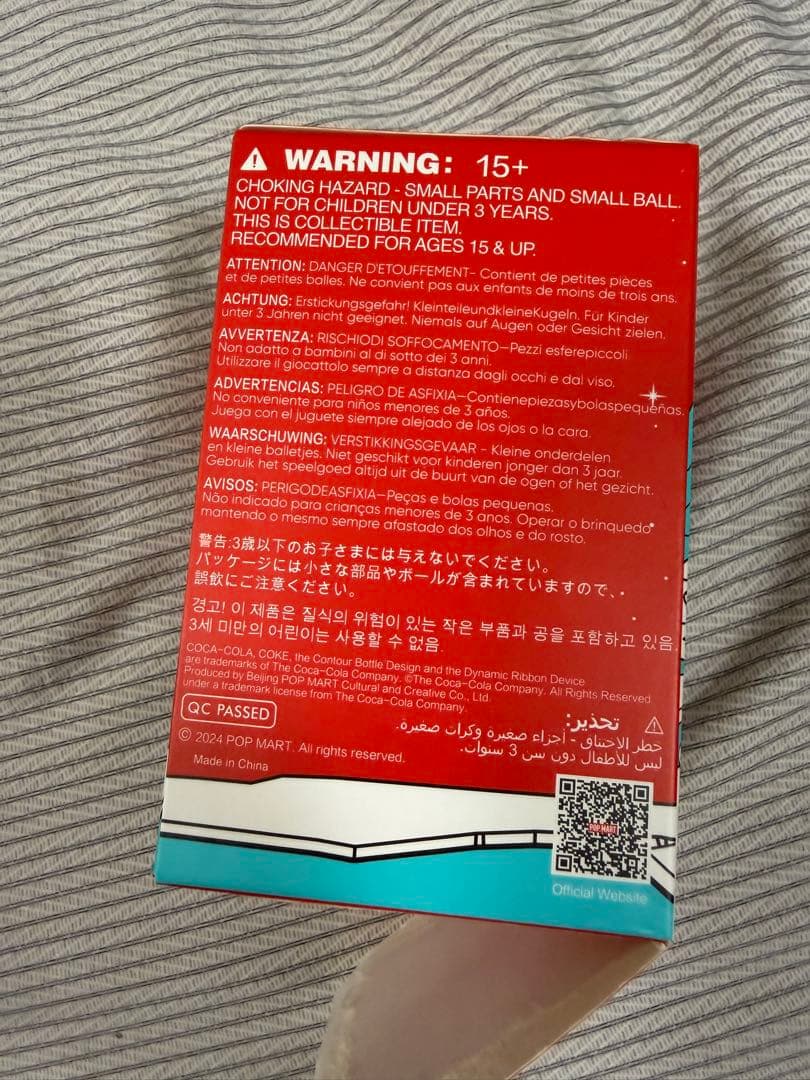 ⚠ WARNING: 15+
CHOKING HAZARD - SMALL PARTS AND SMALL BALL.
NOT FOR CHILDREN UNDER 3 YEARS.
THIS IS COLLECTIBLE ITEM.
RECOMMENDED FOR AGES 15 & UP.
ATTENTION: DANGER D'ETOUFFEMENT- Contient de petites pièces
et de petites balles. Ne convient pas aux enfants de moins de trois ans.
ACHTUNG: Erstickungsgefahr! KleinteileundkleineKugeln. Für Kinder
unter 3 Jahren nicht geeignet. Niemals auf Augen oder Gesicht zielen.
AVVERTENZA: RISCHIODI SOFFOCAMENTO—Pezzi esferepiccoli
Non adatto a bambini al di sotto dei 3 anni.
Utilizzare il giocattolo sempre a distanza dagli occhi e dal viso.
ADVERTENCIAS: PELIGRO DE ASFIXIA—Contienepiezasybolaspequeñas.
No conveniente para niños menores de 3 años.
Juega con el juguete siempre alejado de los ojos o la cara.
WAARSCHUWING: VERSTIKKINGSGEVAAR - Kleine onderdelen
en kleine balletjes. Niet geschikt voor kinderen jonger dan 3 jaar.
Gebruik het speelgoed altijd uit de buurt van de ogen of het gezicht.
AVISOS: PERIGODEASFIXIA—Peças e bolas pequenas.
Não indicado para crianças menores de 3 anos. Operar o brinquedo
mantendo o mesmo sempre afastado dos olhos e do rosto.
警告:3歳以下のお子さまには与えないでください。
パッケージには小さな部品やボールが含まれていますので、
誤飲にご注意ください。
경고! 이 제품은 질식의 위험이 있는 작은 부품과 공을 포함하고 있음.
3세 미만의 어린이는 사용할 수 없음.
COCA-COLA, COKE, the Contour Bottle Design and the Dynamic Ribbon Device
are trademarks of The Coca-Cola Company. ©The Coca-Cola Company. All Rights Reserved
Produced by Beijing POP MART Cultural and Creative Co., Ltd.
under a trademark license from The Coca-Cola Company.
QC PASSED
⚠ تحذير:
خطر الاختناق - أجزاء صغيرة وكرات صغيرة.
ليس للأطفال دون سن 3 سنوات.
© 2024 POP MART. All rights reserved.
Made in China
POP MART
Official Website